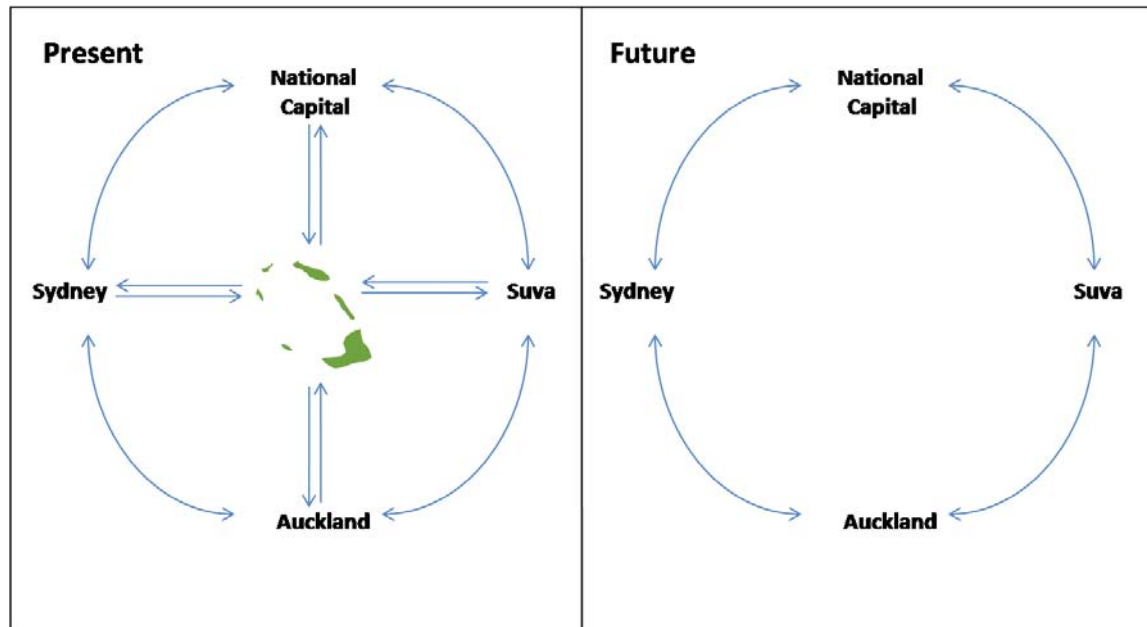 Present
National
Capital
Sydney
Suva
Auckland
Future
National
Capital
Sydney
Suva
Auckland